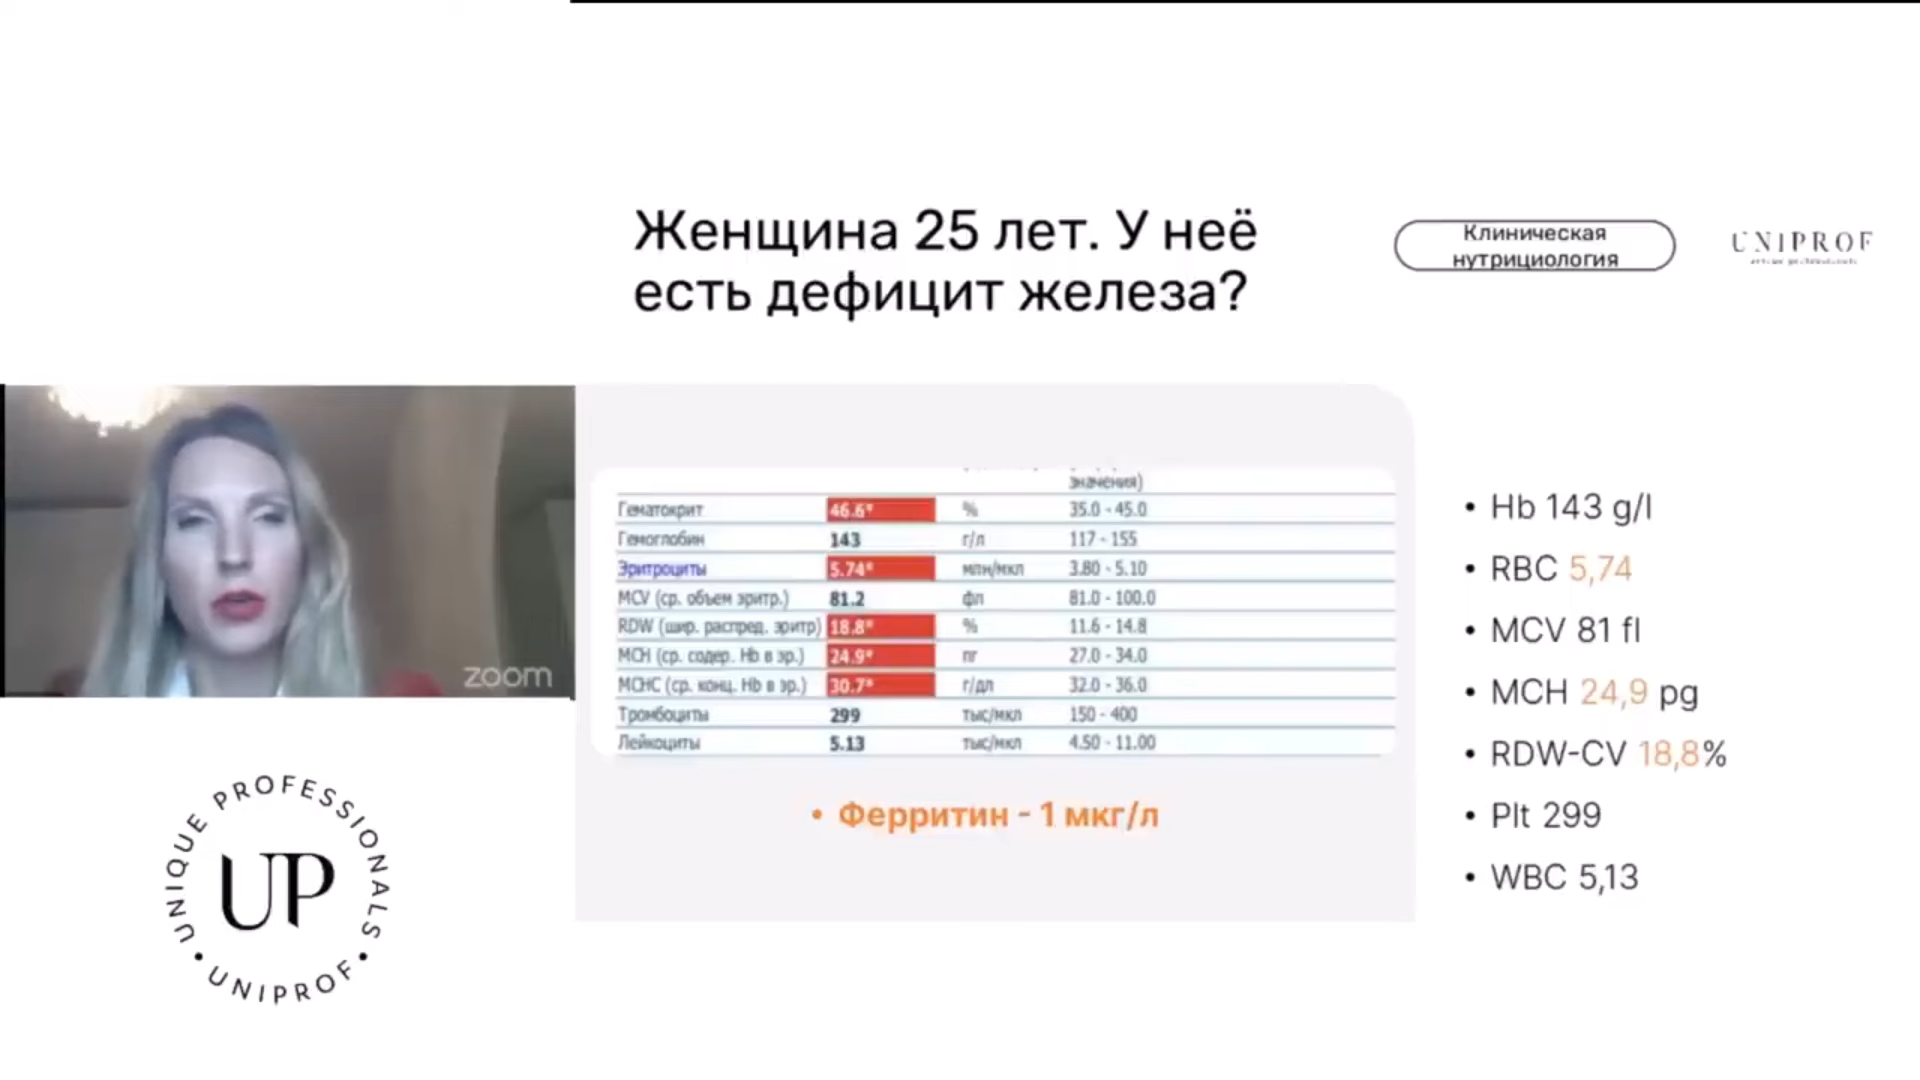 Женщина 25 лет. У неё
есть дефицит железа?
Клиническая
нутрициология
UNIPROF
zoom
значения)
Гематокрит 46.6* % 35.0 - 45.0
Гемоглобин 143 г/л 117 - 155
Эритроциты 5.74* млн/мкл 3.80 - 5.10
MCV (ср. объем эритр.) 81.2 фл 81.0 - 100.0
RDW (шир. распред. эритр) 18.8* % 11.6 - 14.8
MCH (ср. содер. Hb в эр.) 24.9* пг 27.0 - 34.0
MCHC (ср. конц. Hb в эр.) 30.7* г/дл 32.0 - 36.0
Тромбоциты 299 тыс/мкл 150 - 400
Лейкоциты 5.13 тыс/мкл 4.50 - 11.00
• Ферритин - 1 мкг/л
• Hb 143 g/l
• RBC 5,74
• MCV 81 fl
• MCH 24,9 pg
• RDW-CV 18,8%
• Plt 299
• WBC 5,13
UNIQUE PROFESSIONALS
UP
• UNIPROF •